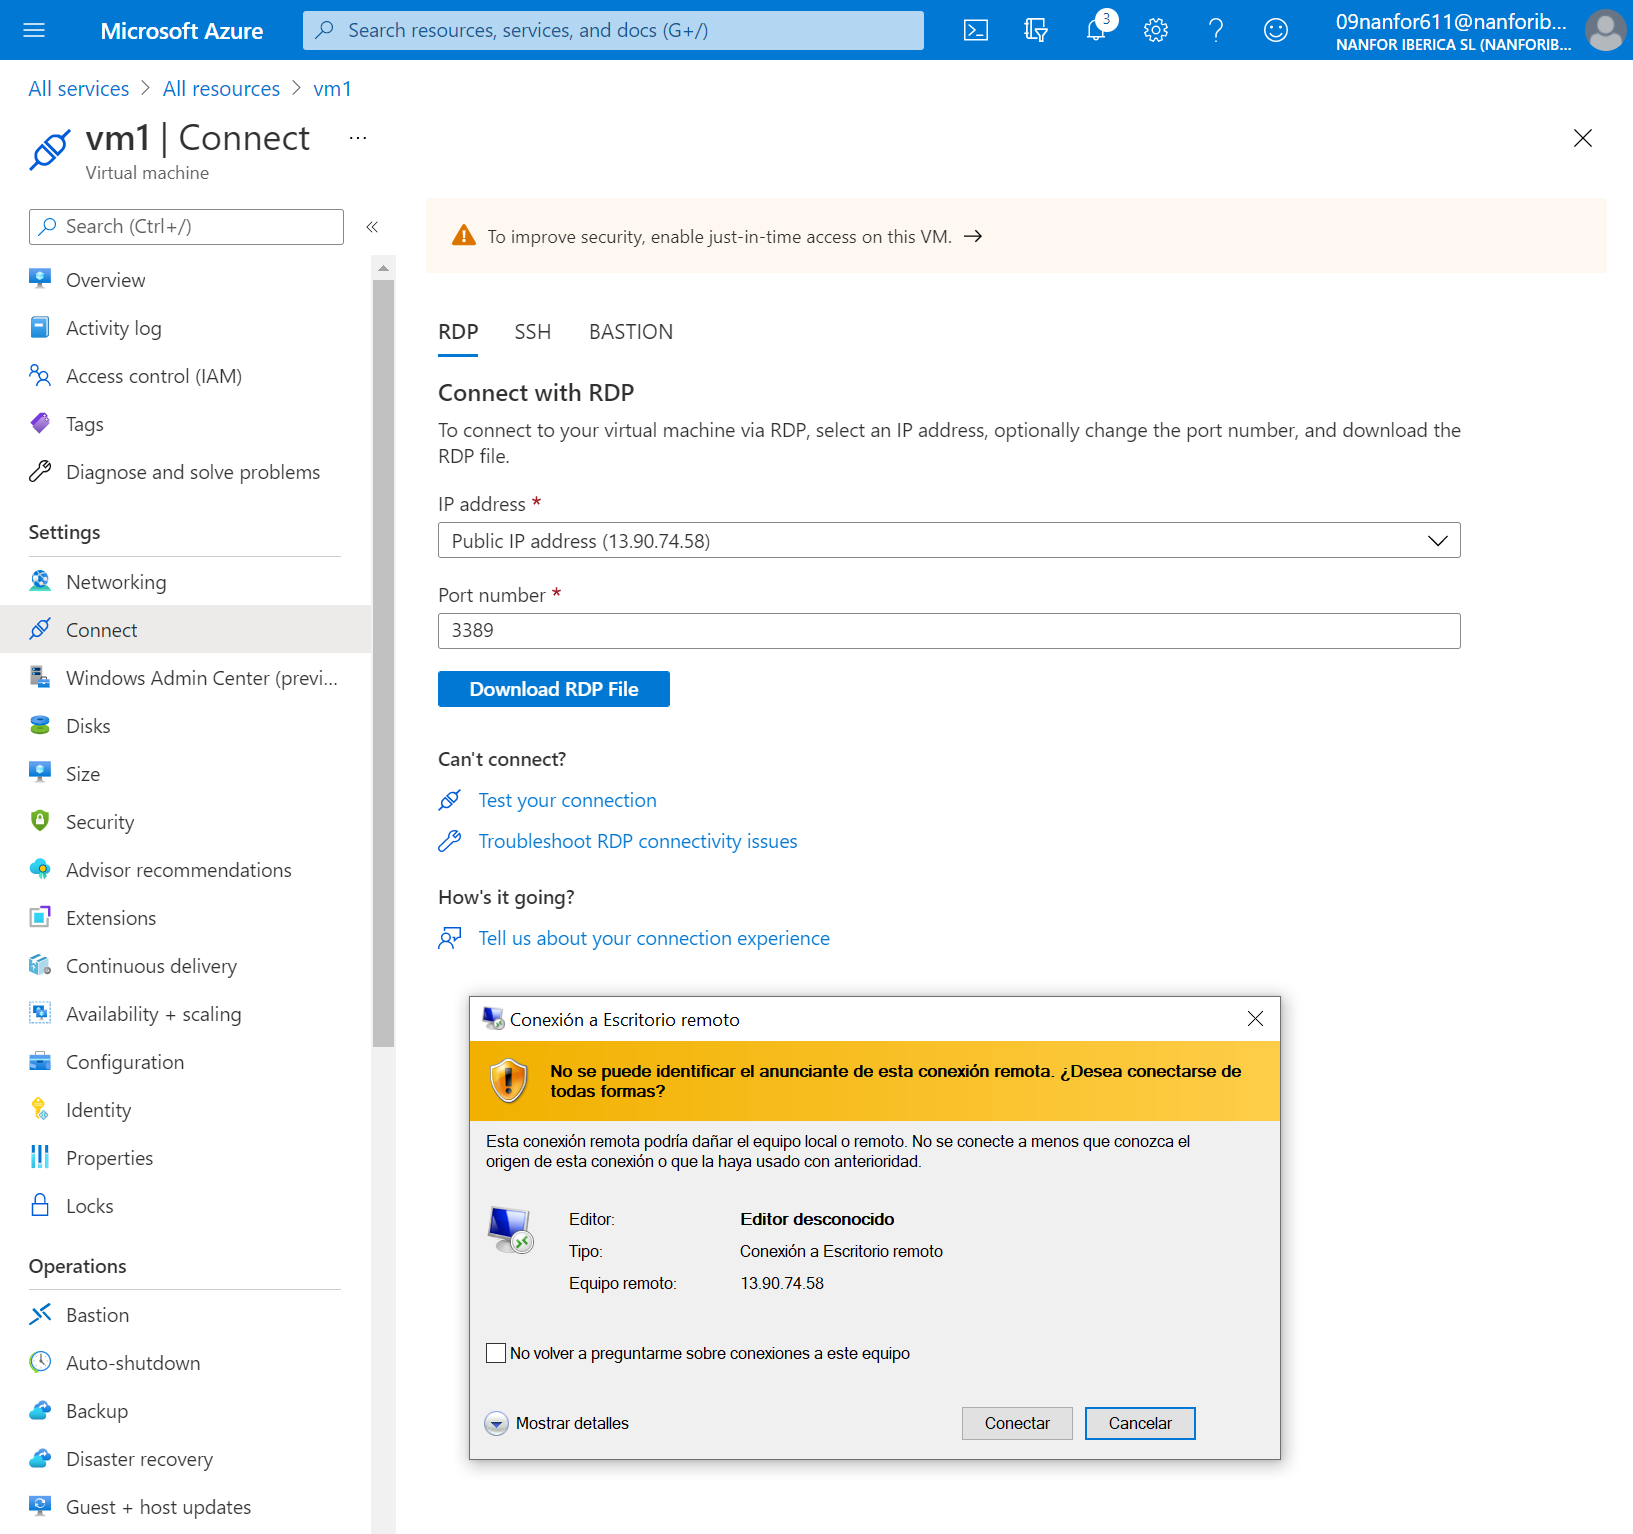 Microsoft Azure
Search resources, services, and docs (G+/)
3
09nanfor611@nanforib...
NANFOR IBERICA SL (NANFORIB...
All services > All resources > vm1
vm1 | Connect ...
Virtual machine
Search (Ctrl+/)
«
Overview
Activity log
Access control (IAM)
Tags
Diagnose and solve problems
Settings
Networking
Connect
Windows Admin Center (previ...
Disks
Size
Security
Advisor recommendations
Extensions
Continuous delivery
Availability + scaling
Configuration
Identity
Properties
Locks
Operations
Bastion
Auto-shutdown
Backup
Disaster recovery
Guest + host updates
To improve security, enable just-in-time access on this VM. →
RDP SSH BASTION
Connect with RDP
To connect to your virtual machine via RDP, select an IP address, optionally change the port number, and download the
RDP file.
IP address *
Public IP address (13.90.74.58)
Port number *
3389
Download RDP File
Can't connect?
Test your connection
Troubleshoot RDP connectivity issues
How's it going?
Tell us about your connection experience
Conexión a Escritorio remoto
No se puede identificar el anunciante de esta conexión remota. ¿Desea conectarse de
todas formas?
Esta conexión remota podría dañar el equipo local o remoto. No se conecte a menos que conozca el
origen de esta conexión o que la haya usado con anterioridad.
Editor: Editor desconocido
Tipo: Conexión a Escritorio remoto
Equipo remoto: 13.90.74.58
No volver a preguntarme sobre conexiones a este equipo
Mostrar detalles
Conectar
Cancelar